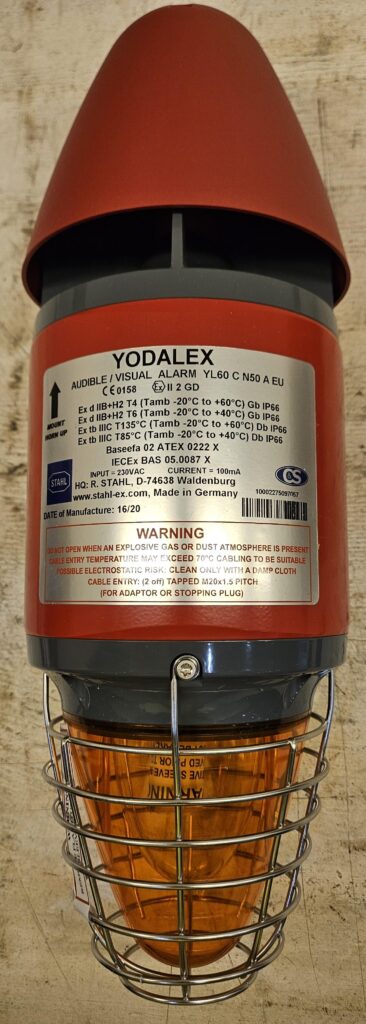 YODALEX
AUDIBLE / VISUAL ALARM YL60 C N50 A EU
CE 0158 Ex II 2 GD
Ex d IIB+H2 T4 (Tamb -20°C to +60°C) Gb IP66
Ex d IIB+H2 T6 (Tamb -20°C to +40°C) Gb IP66
Ex tb IIIC T135°C (Tamb -20°C to +60°C) Db IP66
Ex tb IIIC T85°C (Tamb -20°C to +40°C) Db IP66
MOUNT
HORN UP
Baseefa 02 ATEX 0222 X
IECEx BAS 05.0087 X
INPUT = 230VAC CURRENT = 100mA
STAHL
HQ: R. STAHL, D-74638 Waldenburg
www.stahl-ex.com, Made in Germany
DATE of Manufacture: 16/20
WARNING
DO NOT OPEN WHEN AN EXPLOSIVE GAS OR DUST ATMOSPHERE IS PRESENT
CABLE ENTRY TEMPERATURE MAY EXCEED 70°C CABLING TO BE SUITABLE
POSSIBLE ELECTROSTATIC RISK: CLEAN ONLY WITH A DAMP CLOTH
CABLE ENTRY: (2 off) TAPPED M20x1.5 PITCH
(FOR ADAPTOR OR STOPPING PLUG)